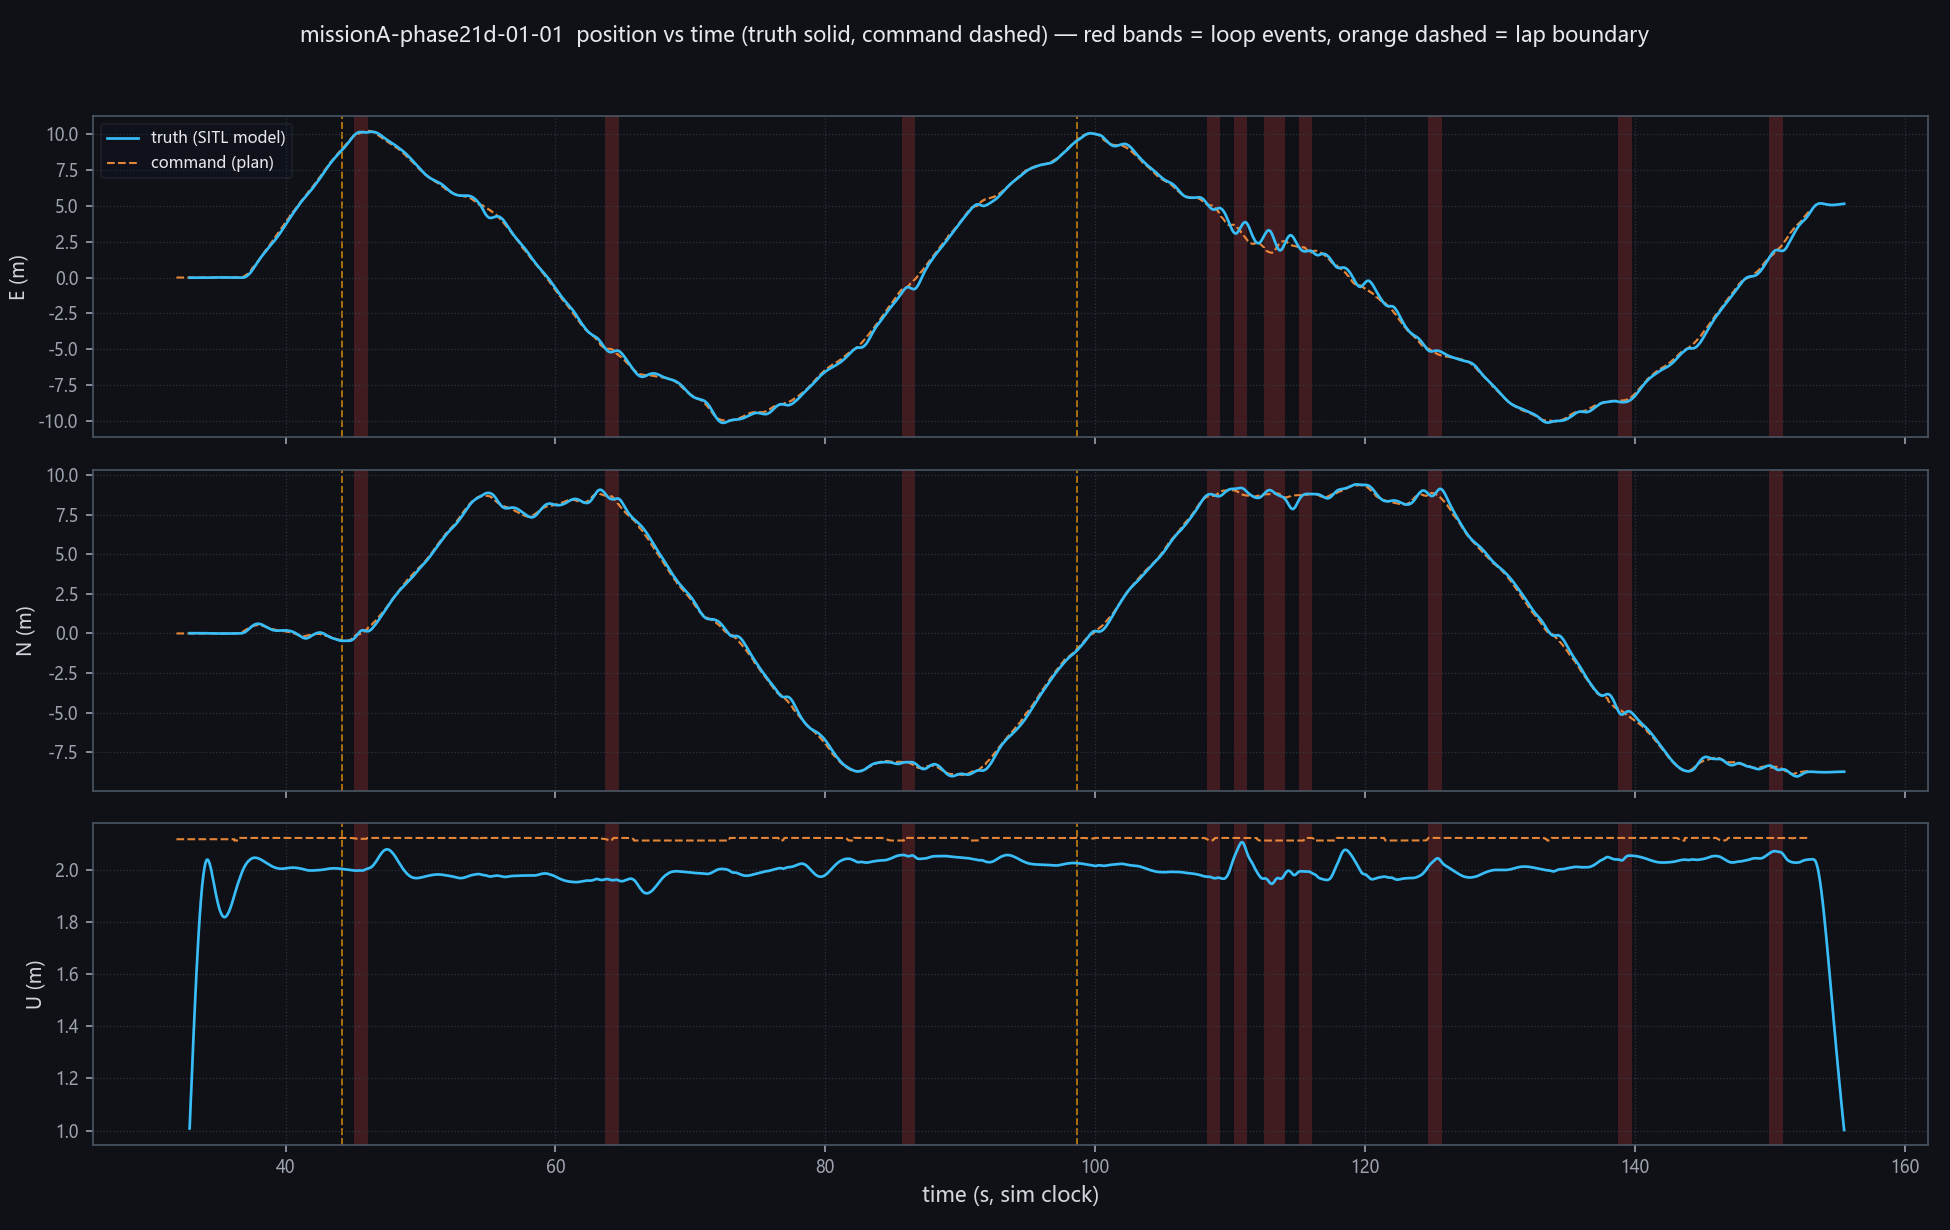 missionA-phase21d-01-01  position vs time (truth solid, command dashed) — red bands = loop events, orange dashed = lap boundary
truth (SITL model)
command (plan)
E (m)
10.0
7.5
5.0
2.5
0.0
-2.5
-5.0
-7.5
-10.0
N (m)
10.0
7.5
5.0
2.5
0.0
-2.5
-5.0
-7.5
U (m)
2.0
1.8
1.6
1.4
1.2
1.0
40 60 80 100 120 140 160
time (s, sim clock)